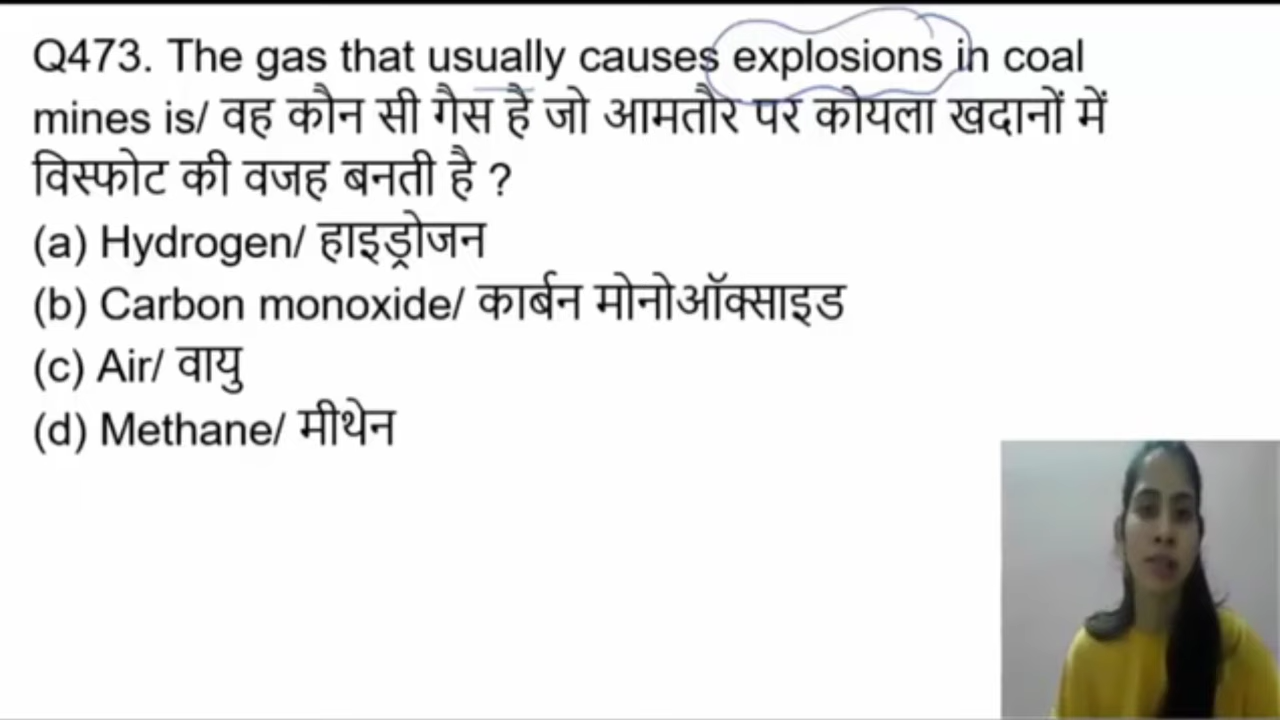 Q473. The gas that usually causes explosions in coal
mines is/ वह कौन सी गैस है जो आमतौर पर कोयला खदानों में
विस्फोट की वजह बनती है ?
(a) Hydrogen/ हाइड्रोजन
(b) Carbon monoxide/ कार्बन मोनोऑक्साइड
(c) Air/ वायु
(d) Methane/ मीथेन